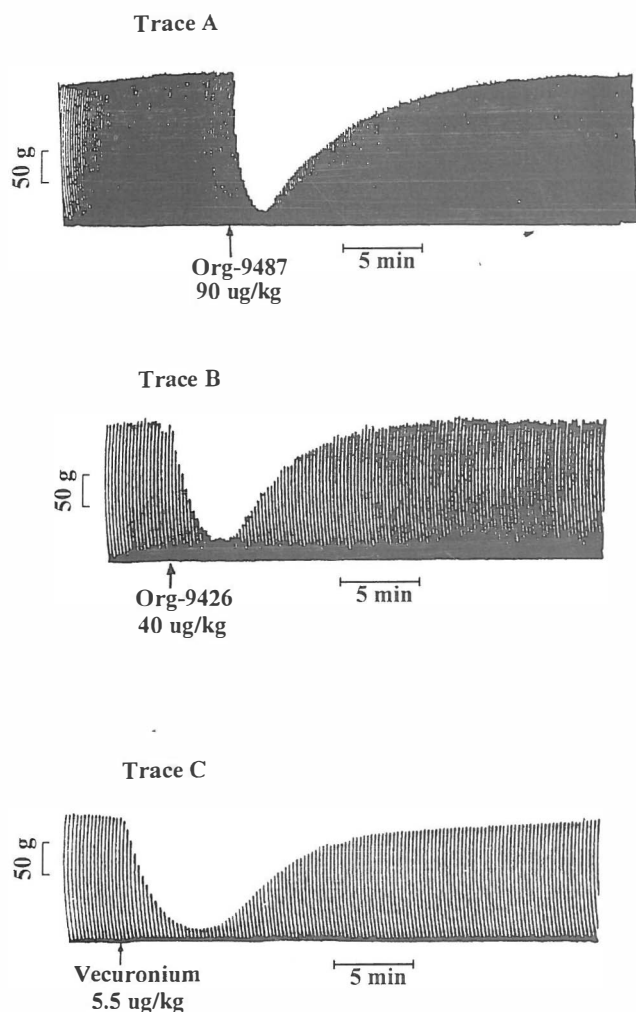 Trace A
50 g
Org-9487
90 ug/kg
5 min
Trace B
50 g
Org-9426
40 ug/kg
5 min
Trace C
50 g
Vecuronium
5.5 ug/kg
5 min